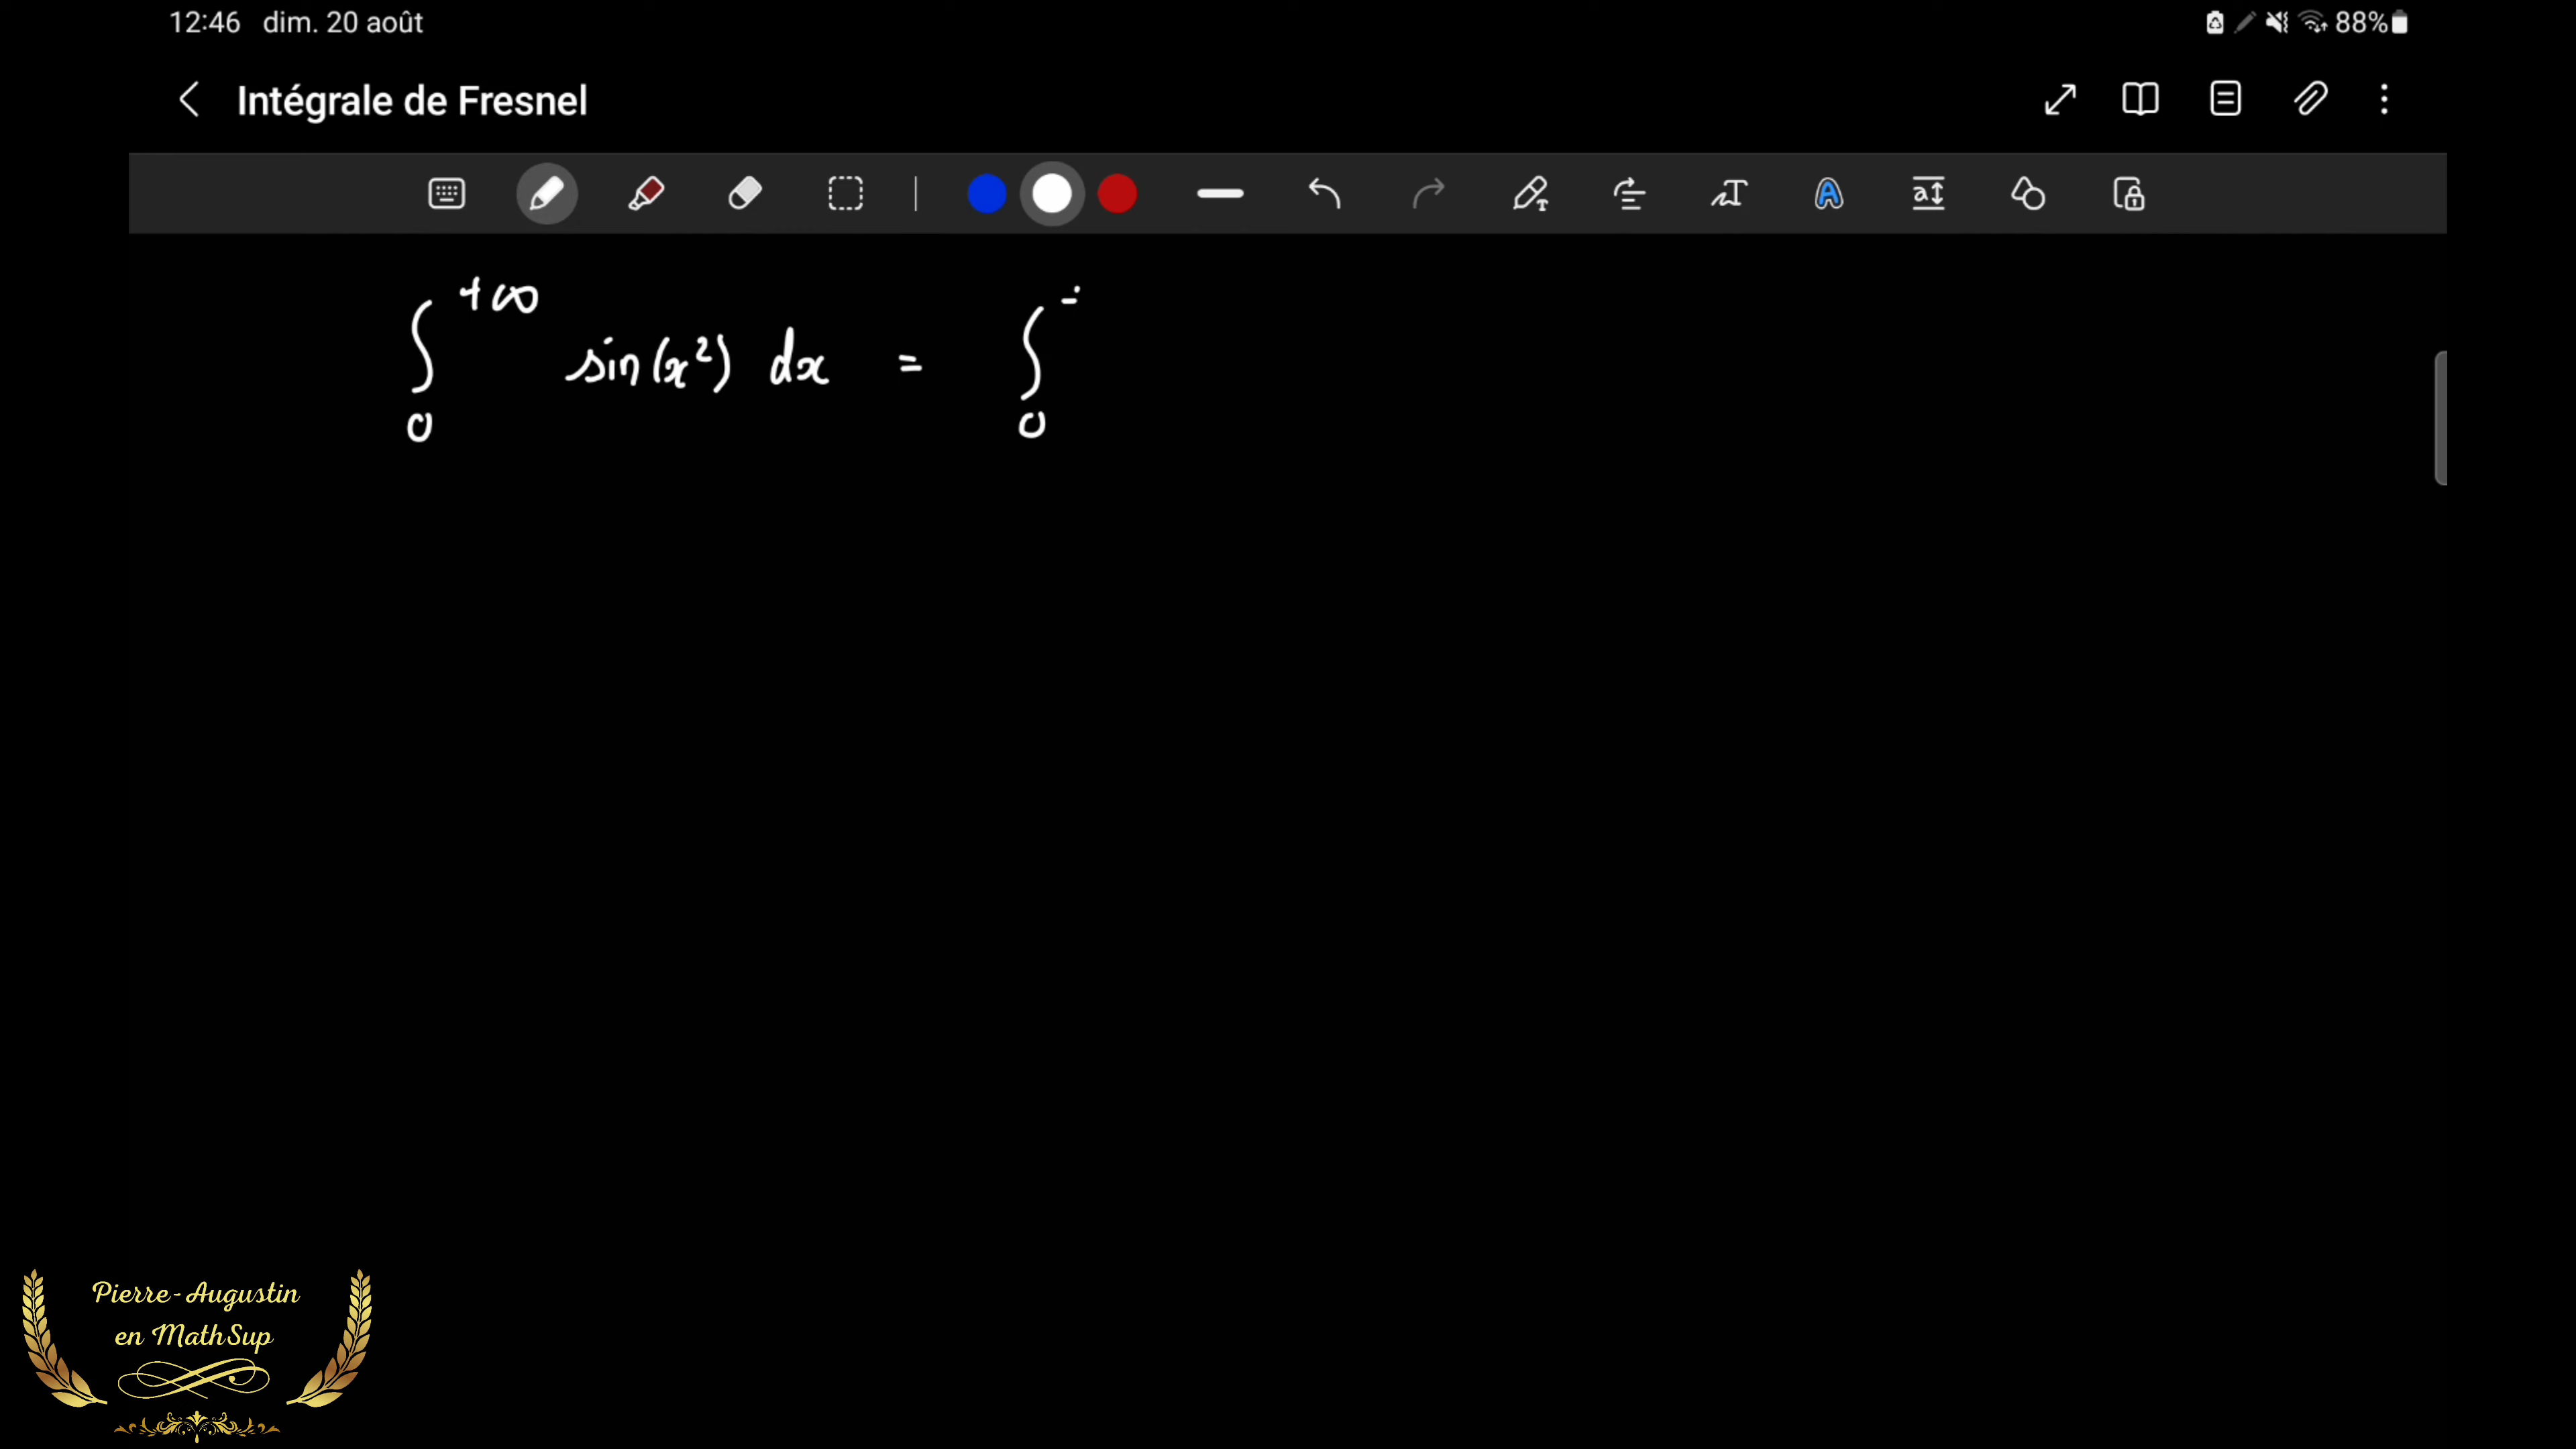 12:46 dim. 20 août 88%
Intégrale de Fresnel
∫₀^{+∞} sin(x²) dx = ∫₀
Pierre-Augustin
en MathSup